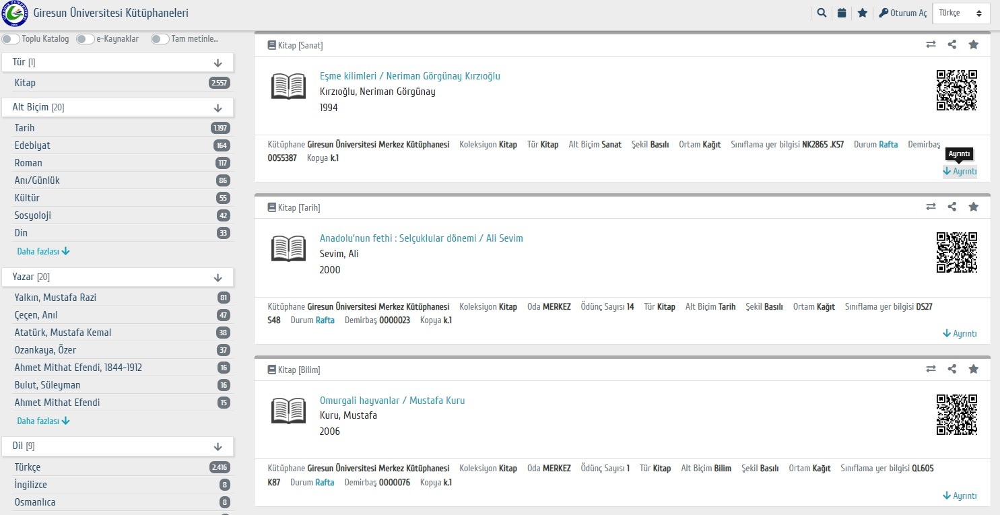 Giresun Üniversitesi Kütüphaneleri
Oturum Aç
Türkçe
Toplu Katalog e-Kaynaklar Tam metinle...
Tür [1]
Kitap 2.557
Alt Biçim [20]
Tarih 1.197
Edebiyat 164
Roman 117
Anı/Günlük 86
Kültür 55
Sosyoloji 42
Din 33
Daha fazlası
Yazar [20]
Yalkın, Mustafa Razi 81
Çeçen, Anıl 47
Atatürk, Mustafa Kemal 38
Ozankaya, Özer 37
Ahmet Mithat Efendi, 1844-1912 16
Bulut, Süleyman 16
Ahmet Mithat Efendi 15
Daha fazlası
Dil [9]
Türkçe 2.416
İngilizce 8
Osmanlıca 8
Kitap [Sanat]
Eşme kilimleri / Neriman Görgünay Kırzıoğlu
Kırzıoğlu, Neriman Görgünay
1994
Kütüphane Giresun Üniversitesi Merkez Kütüphanesi Koleksiyon Kitap Tür Kitap Alt Biçim Sanat Şekil Basılı Ortam Kağıt Sınıflama yer bilgisi NK2865 .K57 Durum Rafta Demirbaş
0055387 Kopya k.1
Ayrıntı
Ayrıntı
Kitap [Tarih]
Anadolu'nun fethi : Selçuklular dönemi / Ali Sevim
Sevim, Ali
2000
Kütüphane Giresun Üniversitesi Merkez Kütüphanesi Koleksiyon Kitap Oda MERKEZ Ödünç Sayısı 14 Tür Kitap Alt Biçim Tarih Şekil Basılı Ortam Kağıt Sınıflama yer bilgisi DS27
S48 Durum Rafta Demirbaş 0000023 Kopya k.1
Ayrıntı
Kitap [Bilim]
Omurgali hayvanlar / Mustafa Kuru
Kuru, Mustafa
2006
Kütüphane Giresun Üniversitesi Merkez Kütüphanesi Koleksiyon Kitap Oda MERKEZ Ödünç Sayısı 1 Tür Kitap Alt Biçim Bilim Şekil Basılı Ortam Kağıt Sınıflama yer bilgisi QL605
K87 Durum Rafta Demirbaş 0000076 Kopya k.1
Ayrıntı